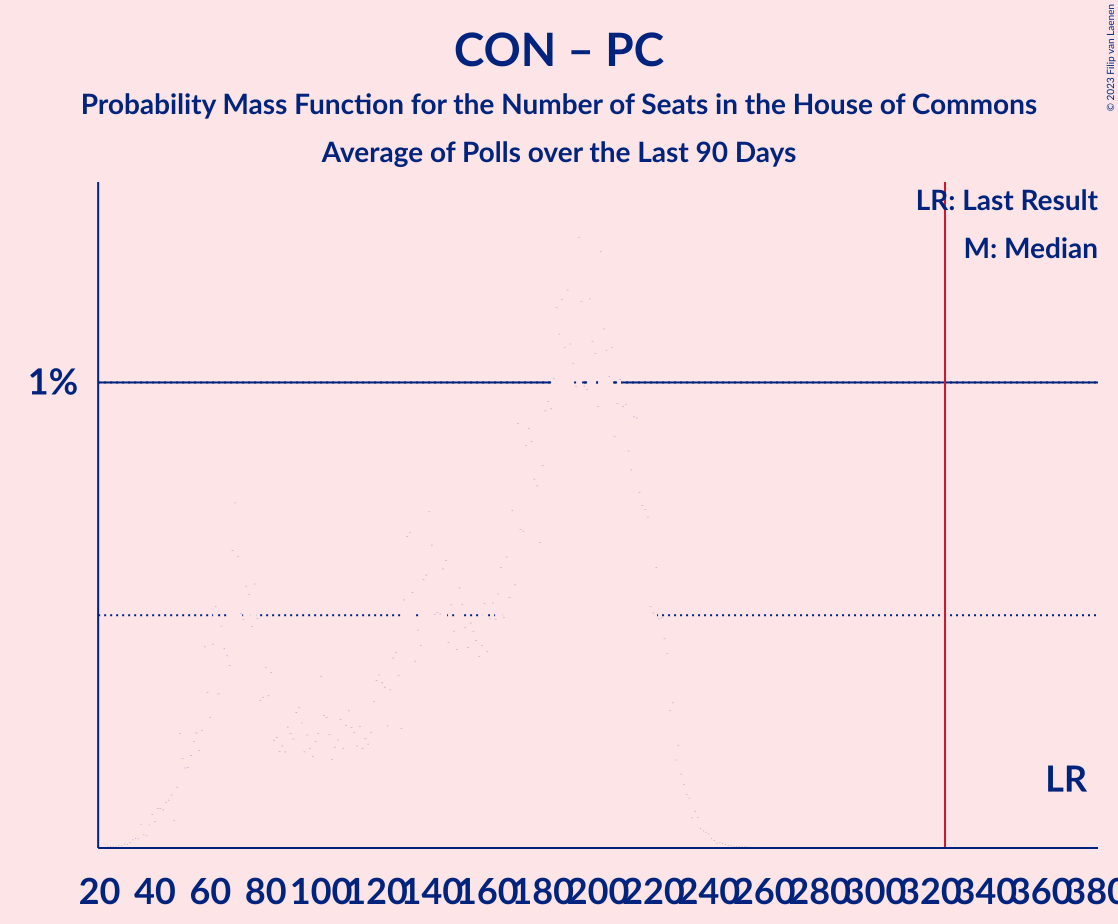 CON – PC
Probability Mass Function for the Number of Seats in the House of Commons
Average of Polls over the Last 90 Days
© 2023 Filip van Laenen
LR: Last Result
M: Median
1%
LR
20 40 60 80 100 120 140 160 180 200 220 240 260 280 300 320 340 360 380